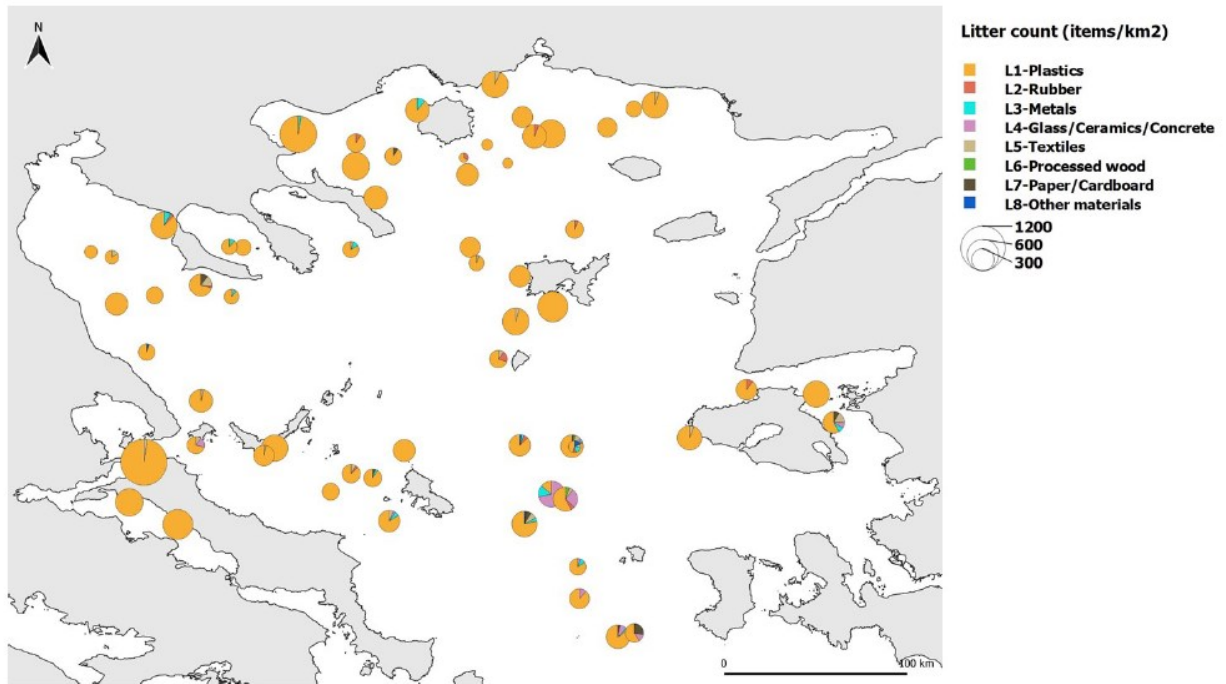 N
Litter count (items/km2)
L1-Plastics
L2-Rubber
L3-Metals
L4-Glass/Ceramics/Concrete
L5-Textiles
L6-Processed wood
L7-Paper/Cardboard
L8-Other materials
1200
600
300
0 100 km